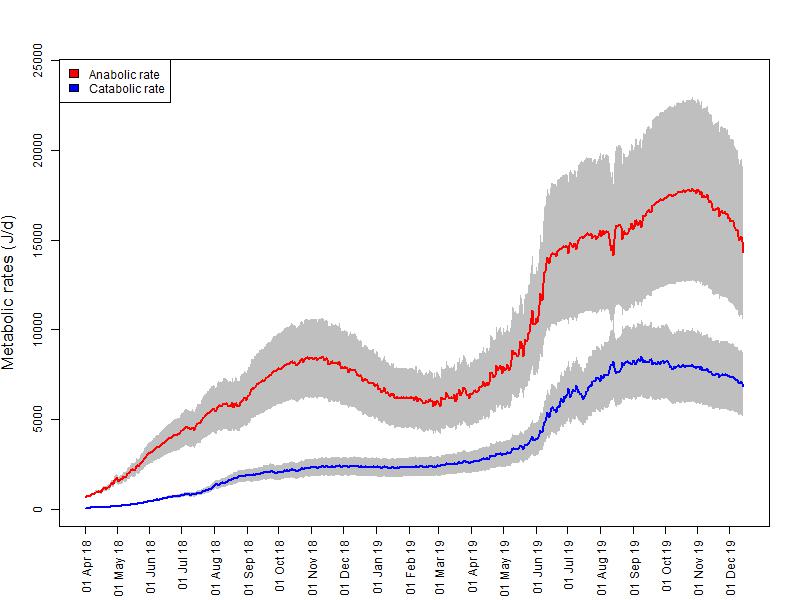 Anabolic rate
Catabolic rate
Metabolic rates (J/d)
25000
20000
15000
10000
5000
0
01 Apr 18
01 May 18
01 Jun 18
01 Jul 18
01 Aug 18
01 Sep 18
01 Oct 18
01 Nov 18
01 Dec 18
01 Jan 19
01 Feb 19
01 Mar 19
01 Apr 19
01 May 19
01 Jun 19
01 Jul 19
01 Aug 19
01 Sep 19
01 Oct 19
01 Nov 19
01 Dec 19